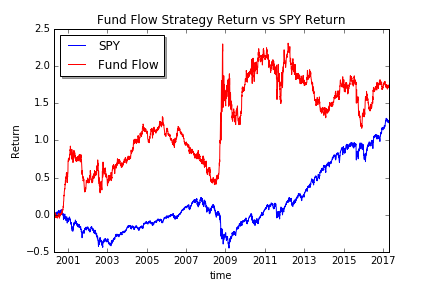 Fund Flow Strategy Return vs SPY Return
2.5
2.0
1.5
1.0
0.5
0.0
−0.5
Return
SPY
Fund Flow
2001 2003 2005 2007 2009 2011 2013 2015 2017
time